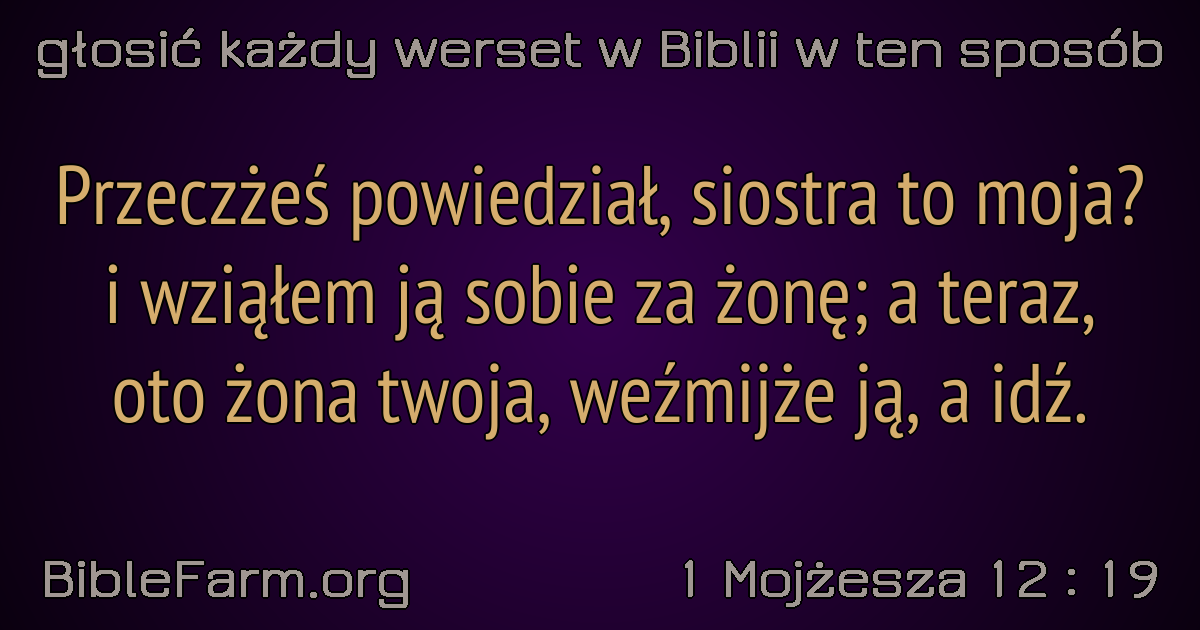 głosić każdy werset w Biblii w ten sposób
Przeczżeś powiedział, siostra to moja?
i wziąłem ją sobie za żonę; a teraz,
oto żona twoja, weźmijże ją, a idź.
BibleFarm.org
1 Mojżesza 12 : 19